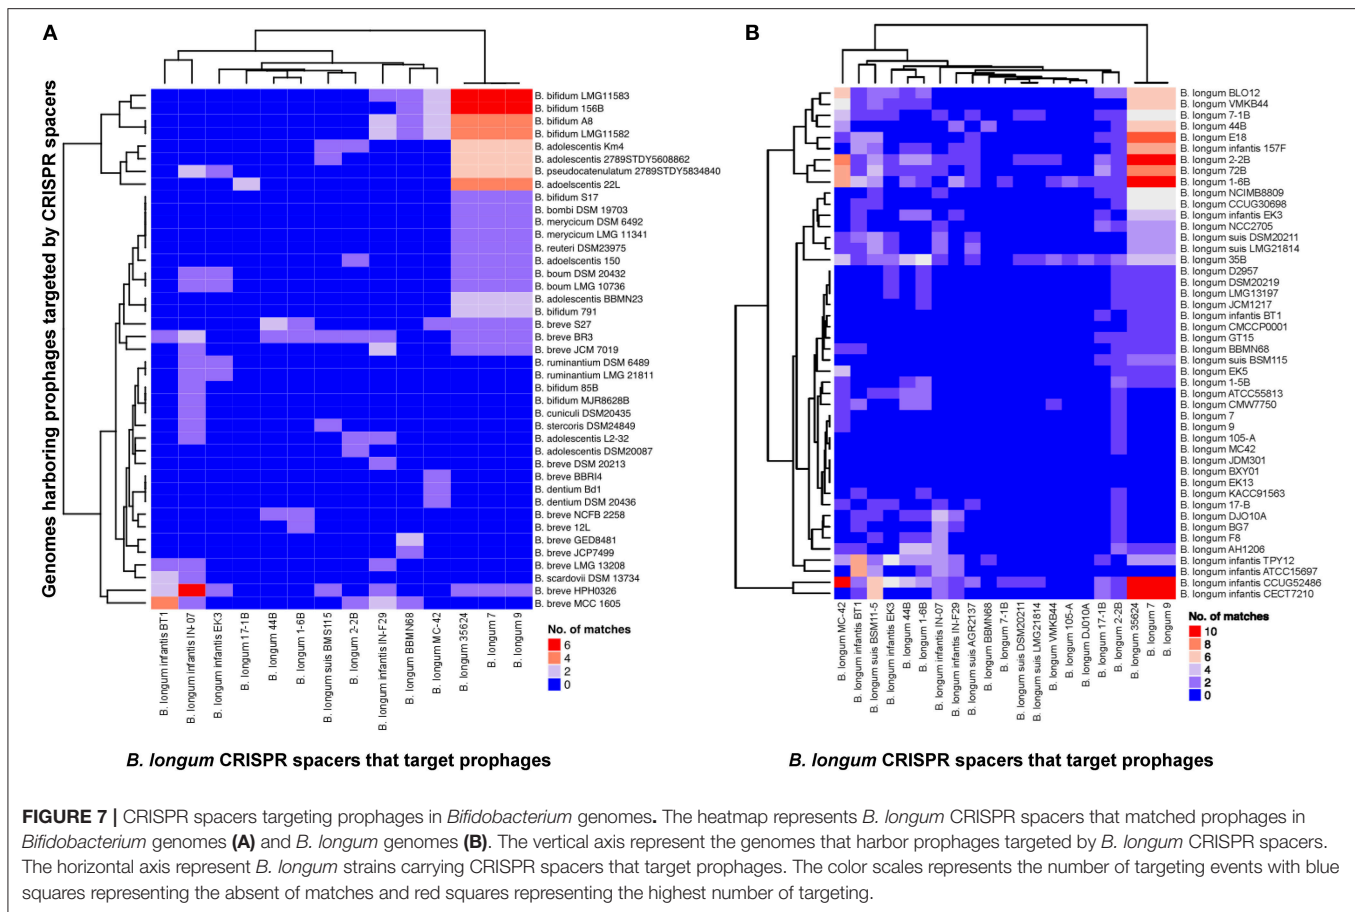 A
Genomes harboring prophages targeted by CRISPR spacers
B. bifidum LMG11583
B. bifidum 156B
B. bifidum A8
B. bifidum LMG11582
B. adolescentis Km4
B. adolescentis 2789STDY5608862
B. pseudocatenulatum 2789STDY5834840
B. adoelscentis 22L
B. bifidum S17
B. bombi DSM 19703
B. merycicum DSM 6492
B. merycicum LMG 11341
B. reuteri DSM23975
B. adoelscentis 150
B. boum DSM 20432
B. boum LMG 10736
B. adolescentis BBMN23
B. bifidum 791
B. breve S27
B. breve BR3
B. breve JCM 7019
B. ruminantium DSM 6489
B. ruminantium LMG 21811
B. bifidum 85B
B. bifidum MJR8628B
B. cuniculi DSM20435
B. stercoris DSM24849
B. adolescentis L2-32
B. adolescentis DSM20087
B. breve DSM 20213
B. breve BBRI4
B. dentium Bd1
B. dentium DSM 20436
B. breve NCFB 2258
B. breve 12L
B. breve GED8481
B. breve JCP7499
B. breve LMG 13208
B. scardovii DSM 13734
B. breve HPH0326
B. breve MCC 1605
B. longum infantis BT1
B. longum infantis IN-07
B. longum infantis EK3
B. longum 17-1B
B. longum 44B
B. longum 1-6B
B. longum suis BMS115
B. longum 2-2B
B. longum infantis IN-F29
B. longum BBMN68
B. longum MC-42
B. longum 35624
B. longum 7
B. longum 9
No. of matches
6
4
2
0
B. longum CRISPR spacers that target prophages
B
B. longum BLO12
B. longum VMKB44
B. longum 7-1B
B. longum 44B
B. longum E18
B. longum infantis 157F
B. longum 2-2B
B. longum 72B
B. longum 1-6B
B. longum NCIMB8809
B. longum CCUG30698
B. longum infantis EK3
B. longum NCC2705
B. longum suis DSM20211
B. longum suis LMG21814
B. longum 35B
B. longum D2957
B. longum DSM20219
B. longum LMG13197
B. longum JCM1217
B. longum infantis BT1
B. longum CMCCP0001
B. longum GT15
B. longum BBMN68
B. longum suis BSM115
B. longum EK5
B. longum 1-5B
B. longum ATCC55813
B. longum CMW7750
B. longum 7
B. longum 9
B. longum 105-A
B. longum MC42
B. longum JDM301
B. longum BXY01
B. longum EK13
B. longum KACC91563
B. longum 17-B
B. longum DJO10A
B. longum BG7
B. longum F8
B. longum AH1206
B. longum infantis TPY12
B. longum infantis ATCC15697
B. longum infantis CCUG52486
B. longum infantis CECT7210
B. longum MC-42
B. longum infantis BT1
B. longum suis BSM11-5
B. longum infantis EK3
B. longum 44B
B. longum 1-6B
B. longum infantis IN-07
B. longum infantis IN-F29
B. longum suis AGR2137
B. longum BBMN68
B. longum 7-1B
B. longum suis DSM20211
B. longum suis LMG21814
B. longum VMKB44
B. longum 105-A
B. longum DJ010A
B. longum 17-1B
B. longum 2-2B
B. longum 35624
B. longum 7
B. longum 9
No. of matches
10
8
6
4
2
0
B. longum CRISPR spacers that target prophages
FIGURE 7 | CRISPR spacers targeting prophages in Bifidobacterium genomes. The heatmap represents B. longum CRISPR spacers that matched prophages in
Bifidobacterium genomes (A) and B. longum genomes (B). The vertical axis represent the genomes that harbor prophages targeted by B. longum CRISPR spacers.
The horizontal axis represent B. longum strains carrying CRISPR spacers that target prophages. The color scales represents the number of targeting events with blue
squares representing the absent of matches and red squares representing the highest number of targeting.